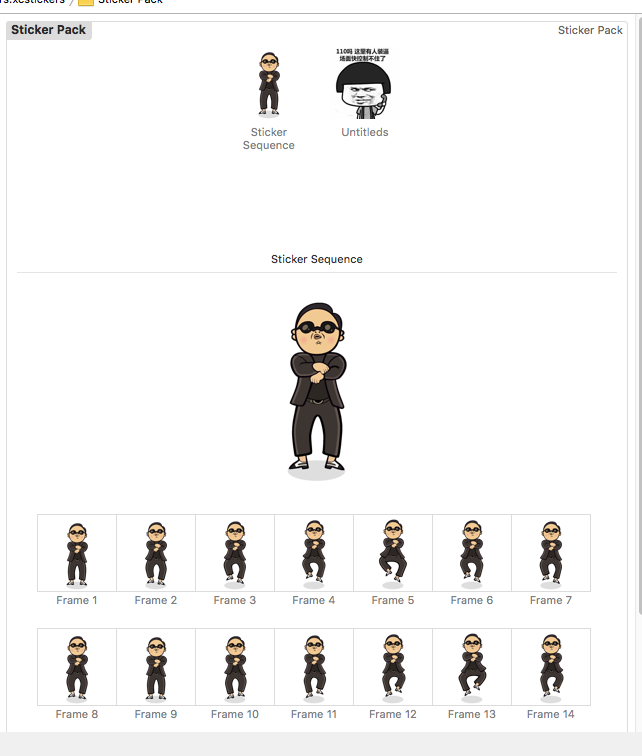 rs.xcstickers
Sticker Pack
Sticker Pack
Sticker Pack
110吗 这里有人装逼
场面快控制不住了
Sticker
Sequence
Untitleds
Sticker Sequence
Frame 1
Frame 2
Frame 3
Frame 4
Frame 5
Frame 6
Frame 7
Frame 8
Frame 9
Frame 10
Frame 11
Frame 12
Frame 13
Frame 14